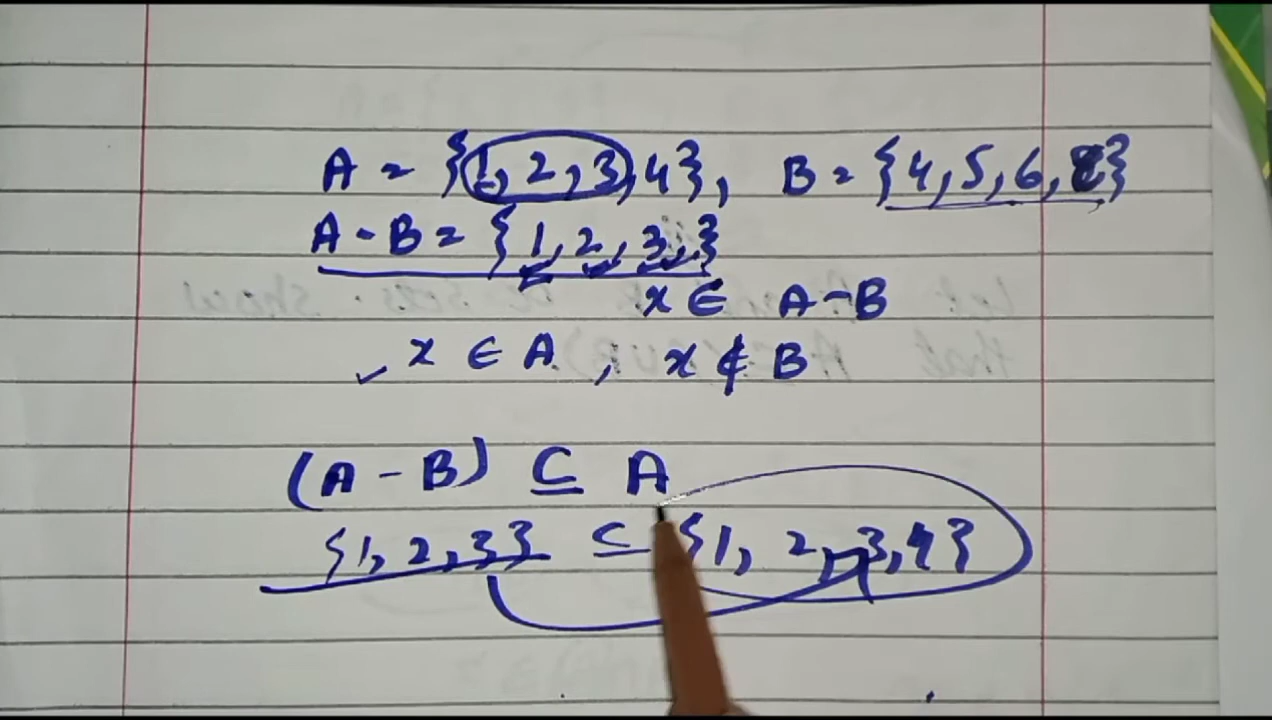 A = {1, 2, 3, 4}, B = {4, 5, 6, 8}
A - B = {1, 2, 3, }
x ∈ A - B
x ∈ A, x ∉ B
(A - B) ⊆ A
{1, 2, 3} ⊆ {1, 2, 3, 4}